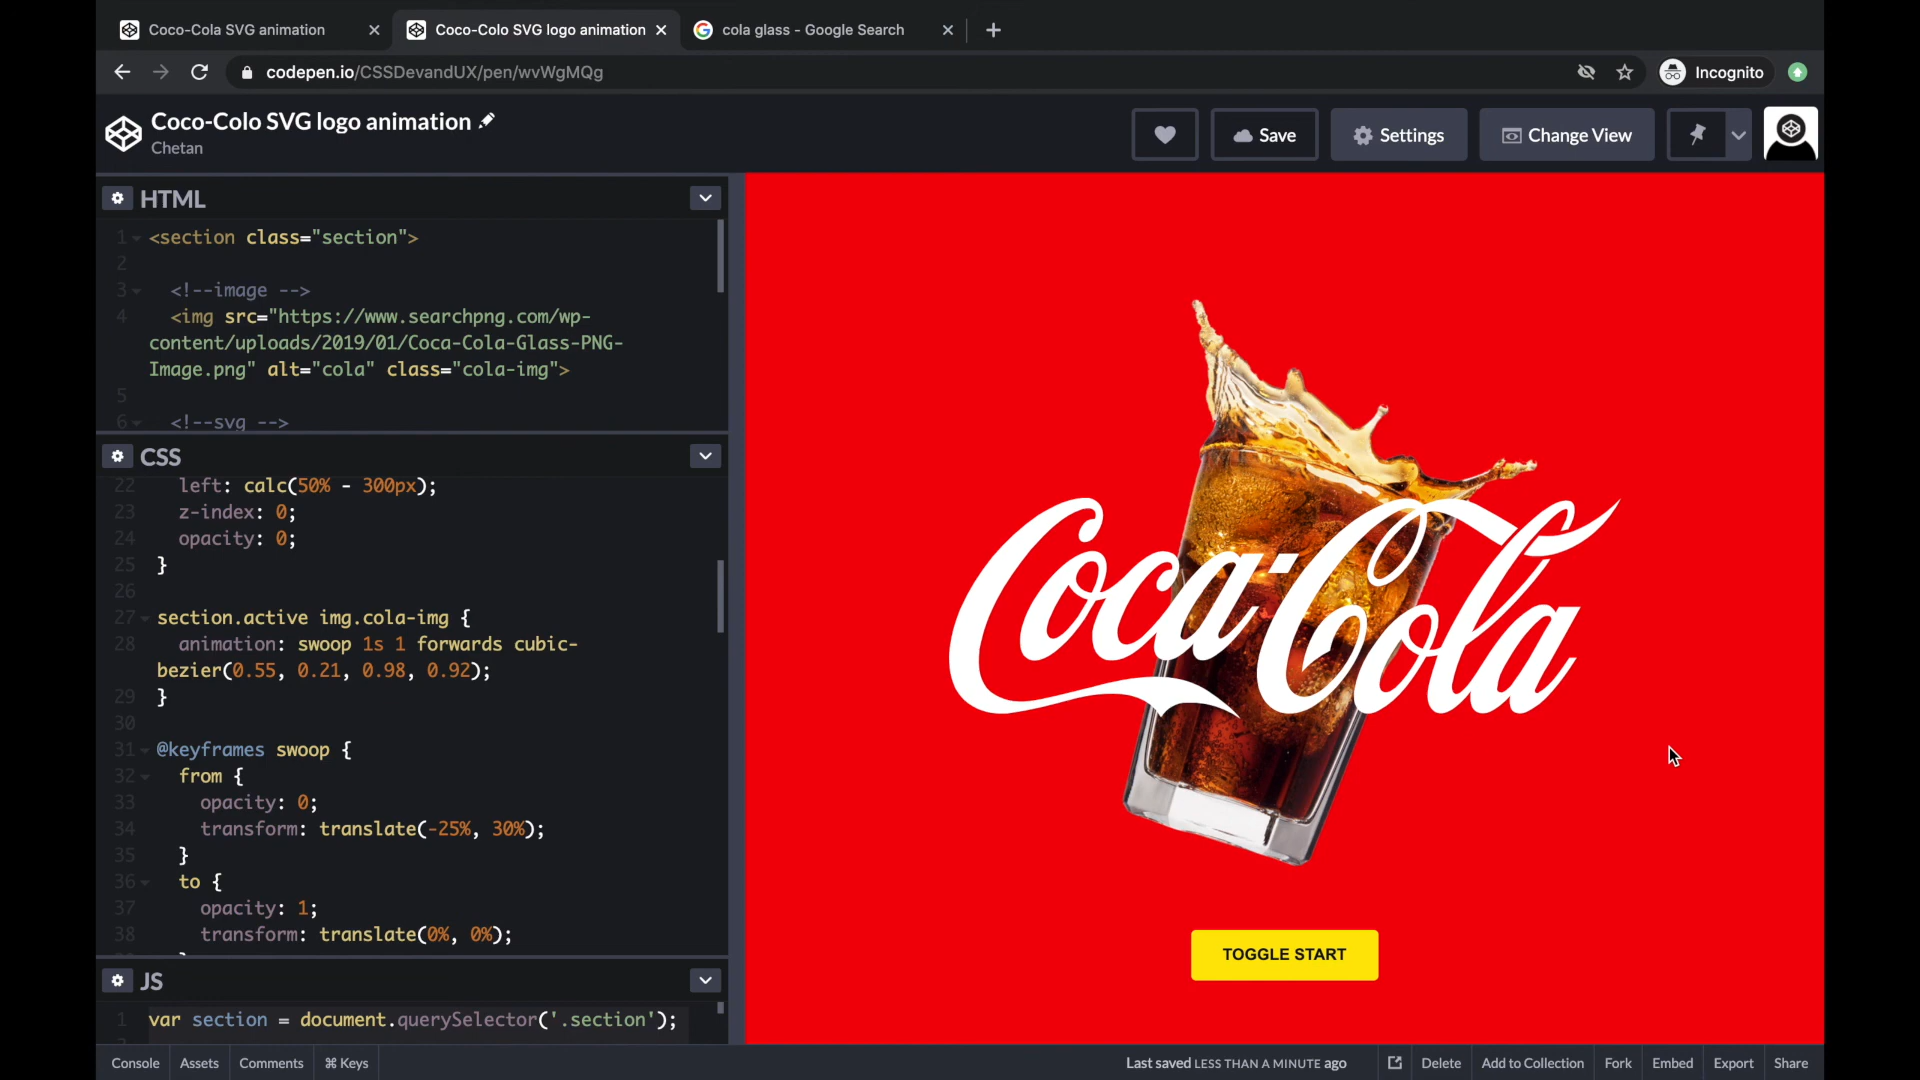 Coco-Cola SVG animation
Coco-Colo SVG logo animation
cola glass - Google Search
codepen.io/CSSDevandUX/pen/wvWgMQg
Incognito
Coco-Colo SVG logo animation
Chetan
Save
Settings
Change View
HTML
1 <section class="section">
2
3 <!--image -->
4 <img src="https://www.searchpng.com/wp-
content/uploads/2019/01/Coca-Cola-Glass-PNG-
Image.png" alt="cola" class="cola-img">
5
6 <!--svg -->
CSS
22 left: calc(50% - 300px);
23 z-index: 0;
24 opacity: 0;
25 }
26
27 section.active img.cola-img {
28 animation: swoop 1s 1 forwards cubic-
bezier(0.55, 0.21, 0.98, 0.92);
29 }
30
31 @keyframes swoop {
32 from {
33 opacity: 0;
34 transform: translate(-25%, 30%);
35 }
36 to {
37 opacity: 1;
38 transform: translate(0%, 0%);
JS
1 var section = document.querySelector('.section');
Coca-Cola
TOGGLE START
Console
Assets
Comments
⌘ Keys
Last saved LESS THAN A MINUTE ago
Delete
Add to Collection
Fork
Embed
Export
Share